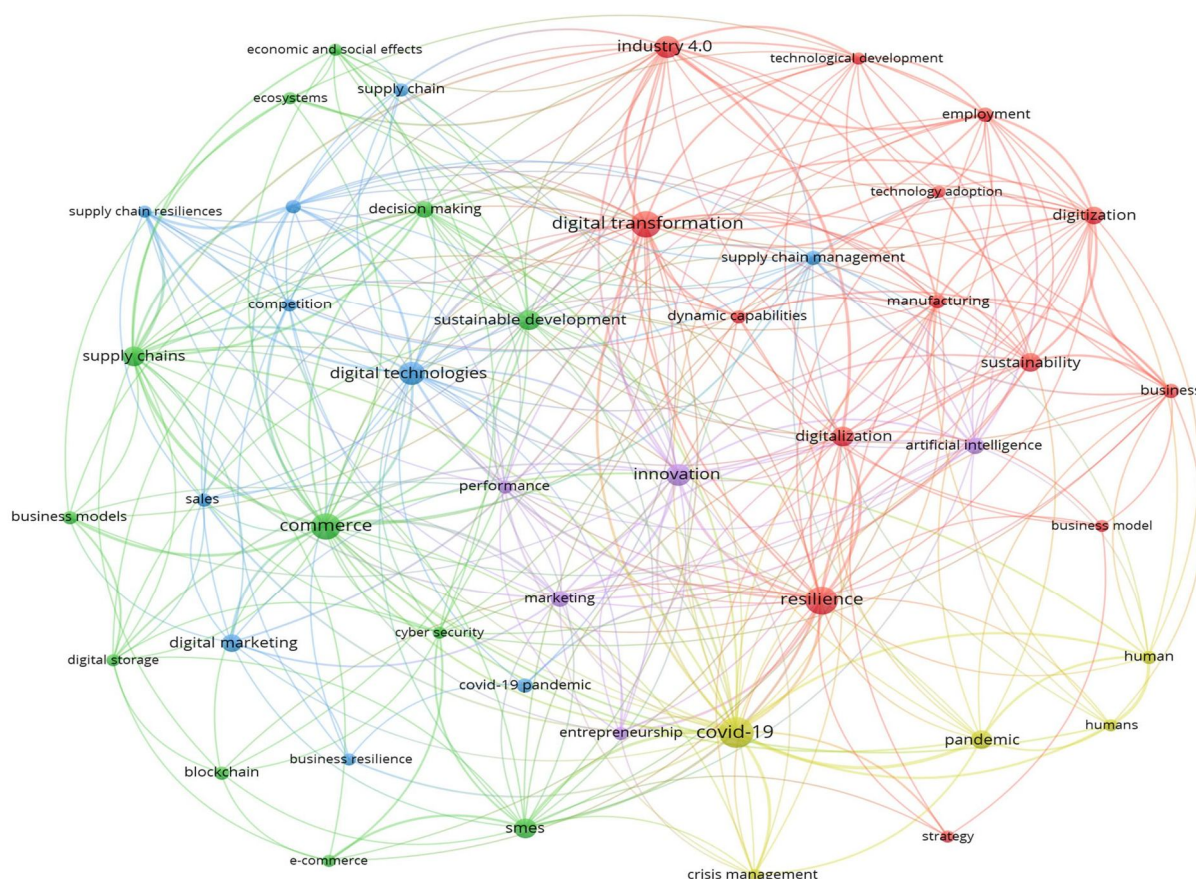 industry 4.0
economic and social effects
technological development
supply chain
ecosystems
employment
technology adoption
supply chain resiliences
decision making
digitization
digital transformation
supply chain management
competition
manufacturing
dynamic capabilities
sustainable development
supply chains
sustainability
digital technologies
business
digitalization
artificial intelligence
innovation
performance
sales
business models
commerce
business model
marketing
resilience
cyber security
digital marketing
human
digital storage
covid-19 pandemic
humans
entrepreneurship
covid-19
pandemic
business resilience
blockchain
smes
strategy
e-commerce
crisis management